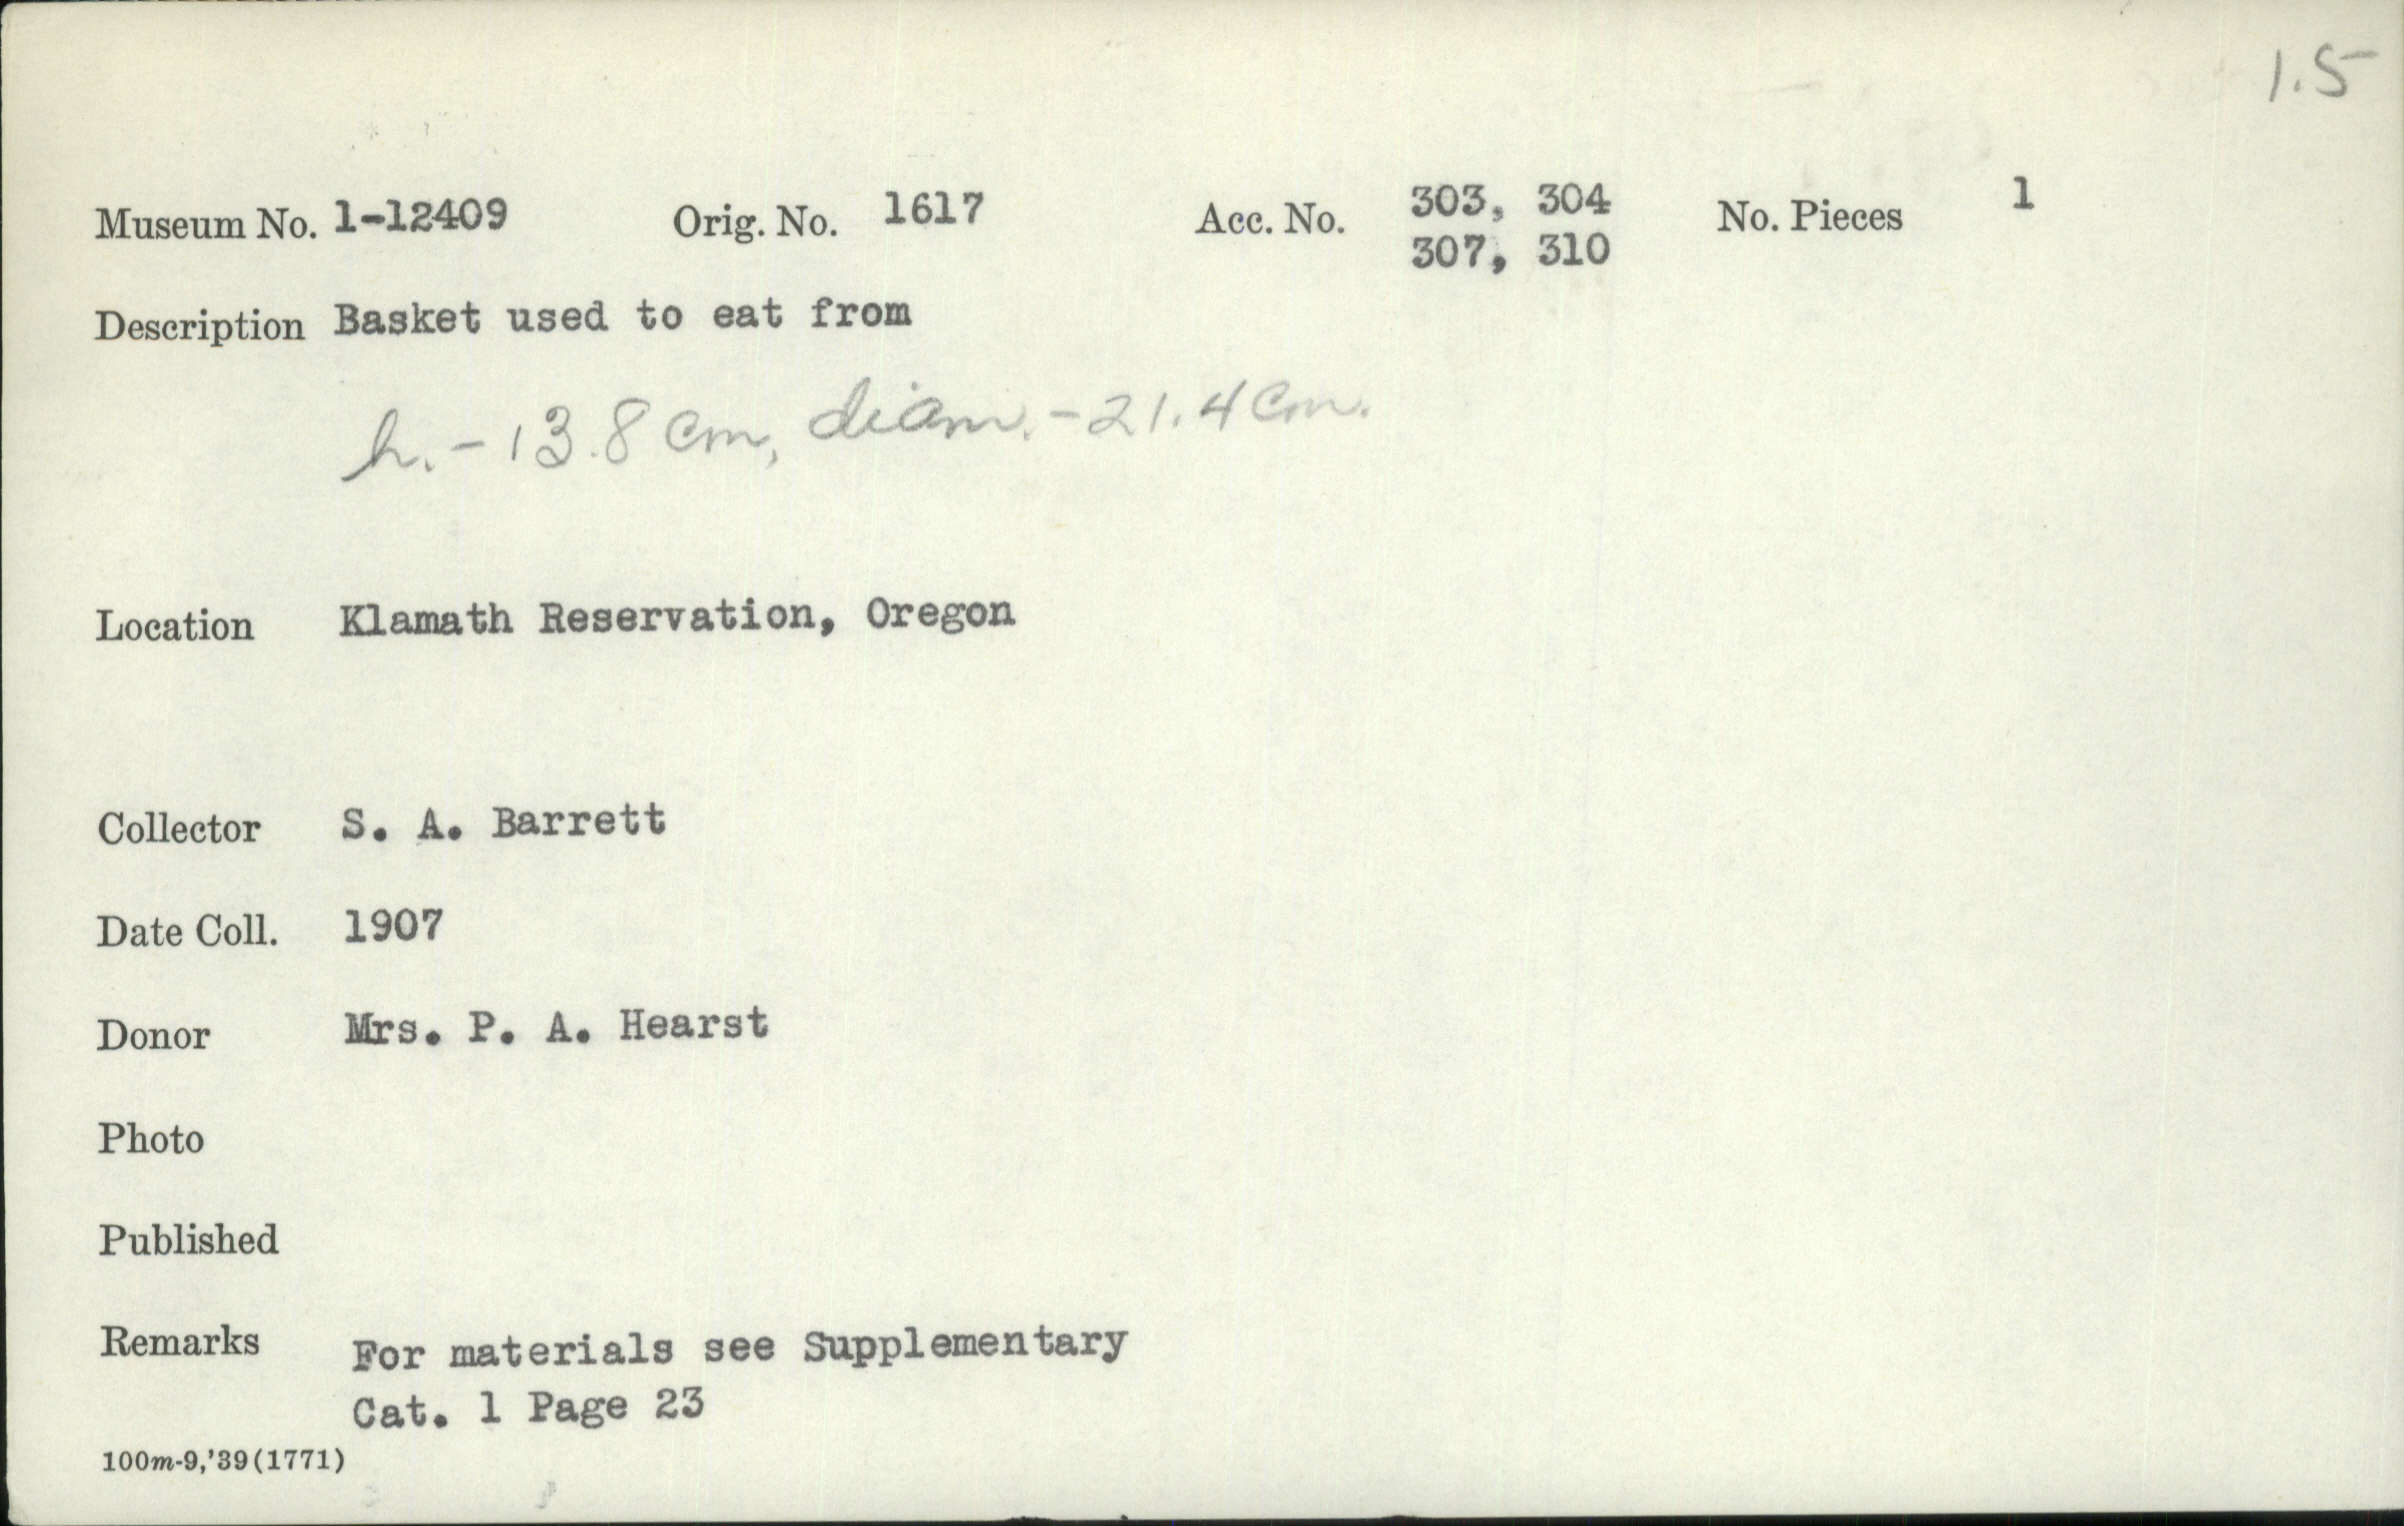 1.5
Museum No. 1-12409 Orig. No. 1617 Acc. No. 303, 304 No. Pieces 1
307, 310
Description Basket used to eat from
h. - 13.8 cm, diam. - 21.4 cm.
Location Klamath Reservation, Oregon
Collector S. A. Barrett
Date Coll. 1907
Donor Mrs. P. A. Hearst
Photo
Published
Remarks For materials see Supplementary
Cat. 1 Page 23
100m-9,'39(1771)